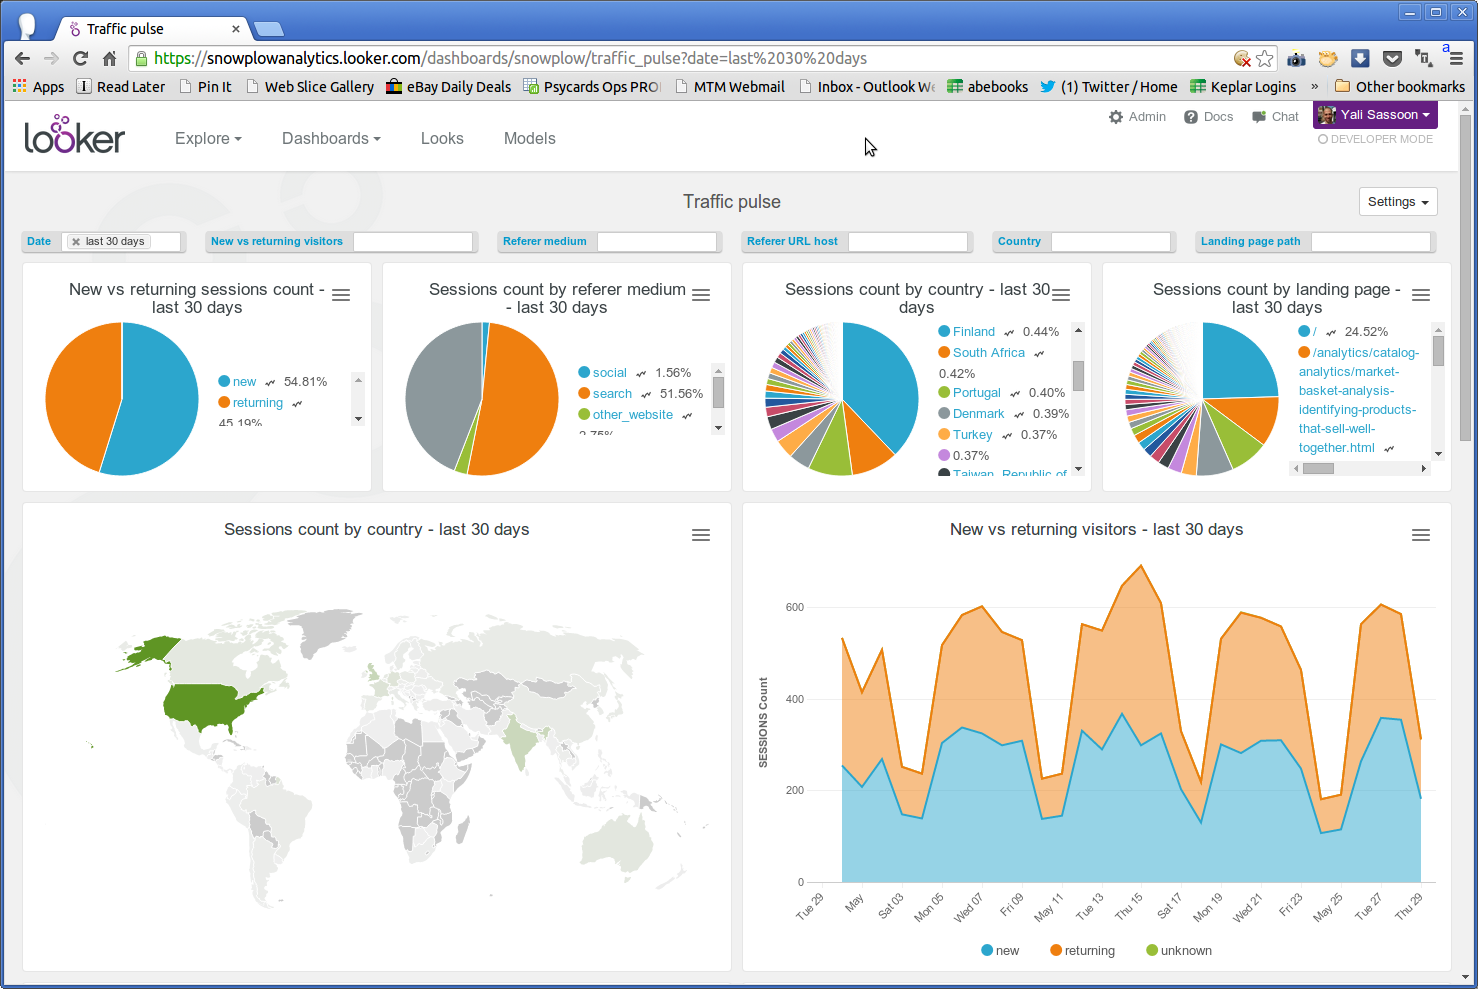 Traffic pulse
https://snowplowanalytics.looker.com/dashboards/snowplow/traffic_pulse?date=last%2030%20days
a
Apps
Read Later
Pin It
Web Slice Gallery
eBay Daily Deals
Psycards Ops PRO
MTM Webmail
Inbox - Outlook We
abebooks
(1) Twitter / Home
Keplar Logins
»
Other bookmarks
looker
Explore
Dashboards
Looks
Models
Admin
Docs
Chat
Yali Sassoon
DEVELOPER MODE
Traffic pulse
Settings
Date
last 30 days
New vs returning visitors
Referer medium
Referer URL host
Country
Landing page path
New vs returning sessions count -
last 30 days
new 54.81%
returning
45.19%
Sessions count by referer medium
- last 30 days
social 1.56%
search 51.56%
other_website
2.75%
Sessions count by country - last 30
days
Finland 0.44%
South Africa
0.42%
Portugal 0.40%
Denmark 0.39%
Turkey 0.37%
0.37%
Taiwan, Republic of
Sessions count by landing page -
last 30 days
/ 24.52%
/analytics/catalog-
analytics/market-
basket-analysis-
identifying-products-
that-sell-well-
together.html
Sessions count by country - last 30 days
New vs returning visitors - last 30 days
SESSIONS Count
600
400
200
0
Tue 29
May
Sat 03
Mon 05
Wed 07
Fri 09
May 11
Tue 13
Thu 15
Sat 17
Mon 19
Wed 21
Fri 23
May 25
Tue 27
Thu 29
new
returning
unknown